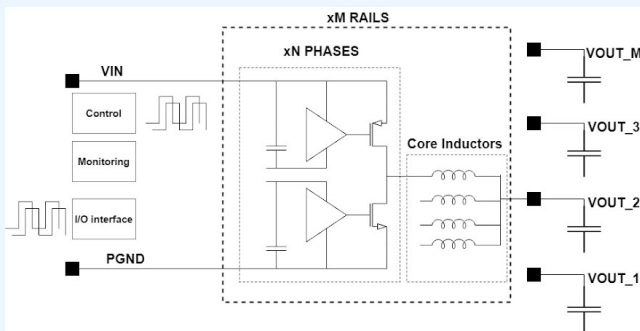 xM RAILS
xN PHASES
VIN
Control
Monitoring
I/O interface
PGND
Core Inductors
VOUT_M
VOUT_3
VOUT_2
VOUT_1